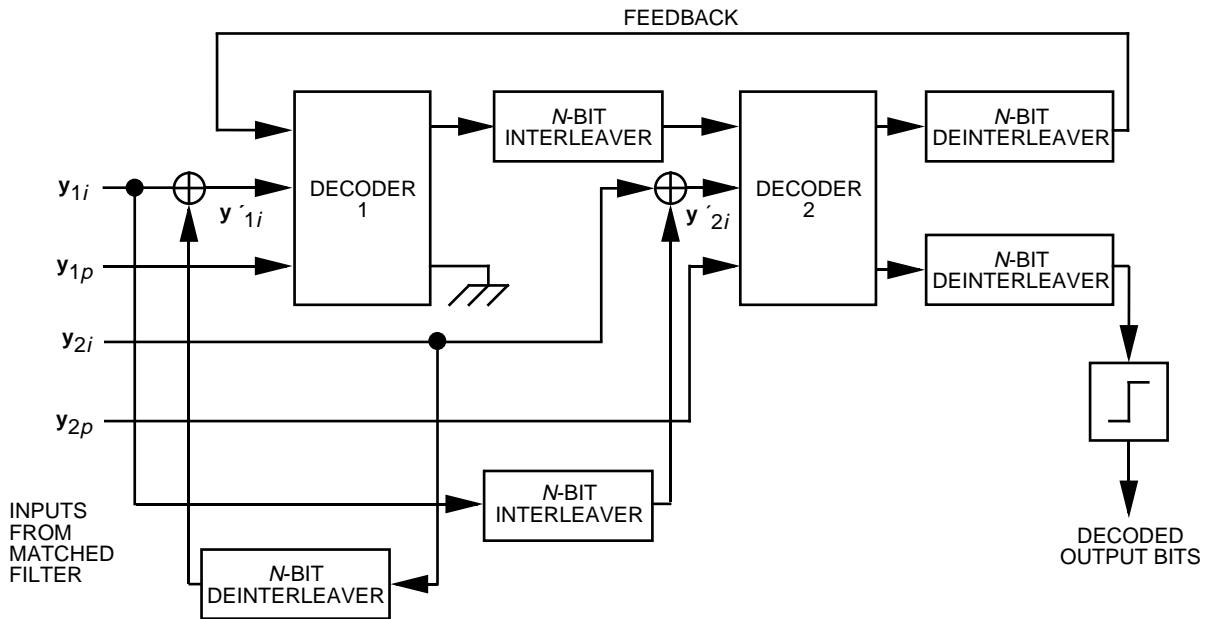 FEEDBACK
N-BIT
INTERLEAVER
N-BIT
DEINTERLEAVER
y1i
y´1i
DECODER
1
y´2i
DECODER
2
y1p
N-BIT
DEINTERLEAVER
y2i
y2p
N-BIT
INTERLEAVER
INPUTS
FROM
MATCHED
FILTER
N-BIT
DEINTERLEAVER
DECODED
OUTPUT BITS